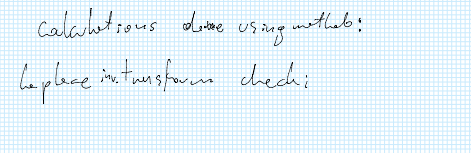 Calculations done using matlab:
Laplace inv. transform check: